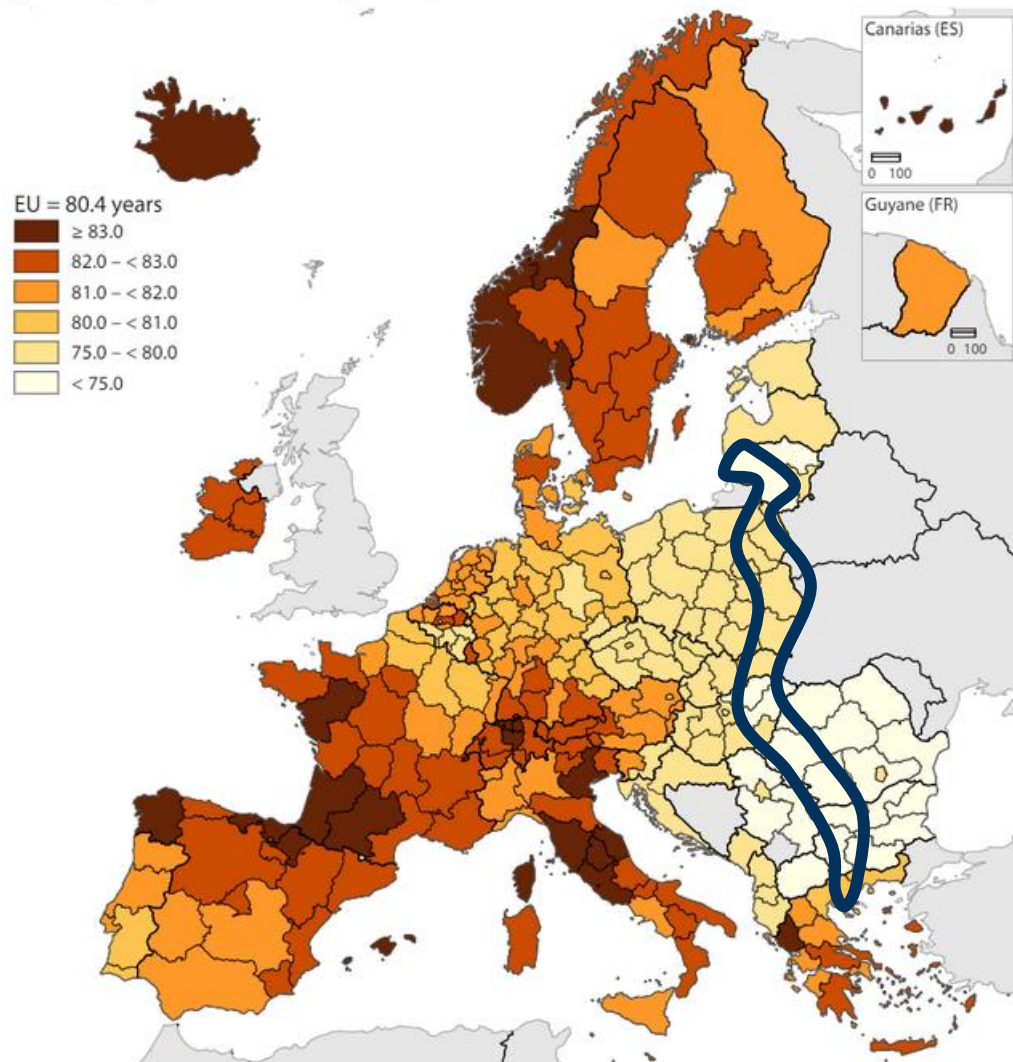 Canarias (ES)
0 100
Guyane (FR)
0 100
EU = 80.4 years
≥ 83.0
82.0 – < 83.0
81.0 – < 82.0
80.0 – < 81.0
75.0 – < 80.0
< 75.0